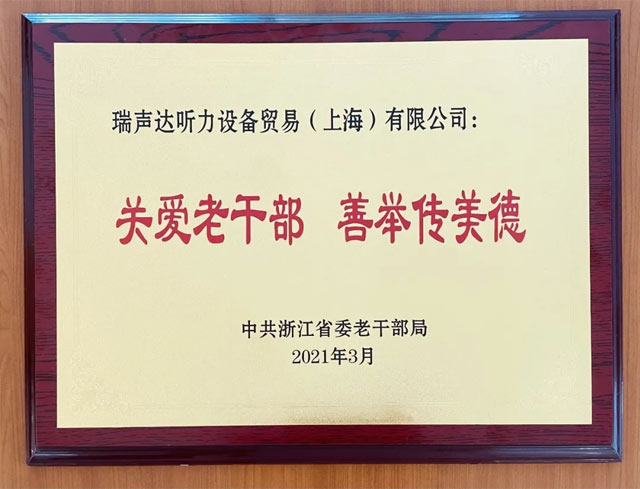 瑞声达听力设备贸易（上海）有限公司：
关爱老干部 善举传美德
中共浙江省委老干部局
2021年3月